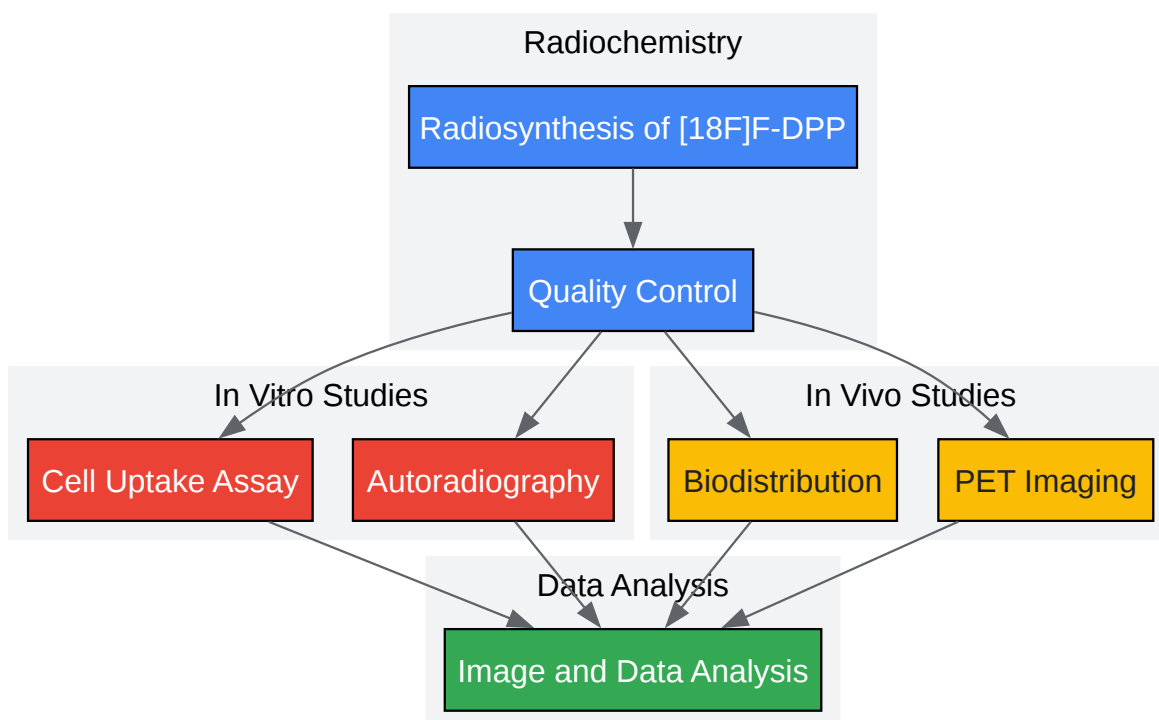 Radiochemistry
Radiosynthesis of [18F]F-DPP
Quality Control
In Vitro Studies
In Vivo Studies
Cell Uptake Assay
Autoradiography
Biodistribution
PET Imaging
Data Analysis
Image and Data Analysis